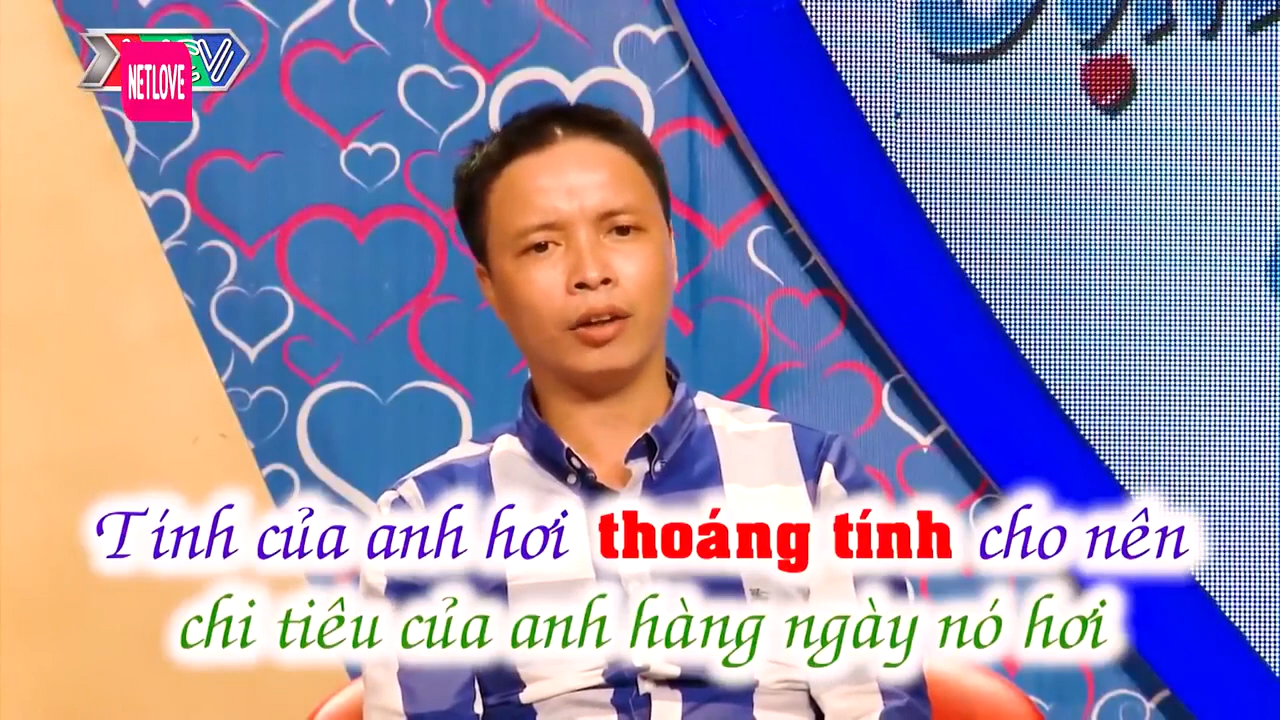 NETLOVE
Tính của anh hơi thoáng tính cho nên
chi tiêu của anh hàng ngày nó hơi